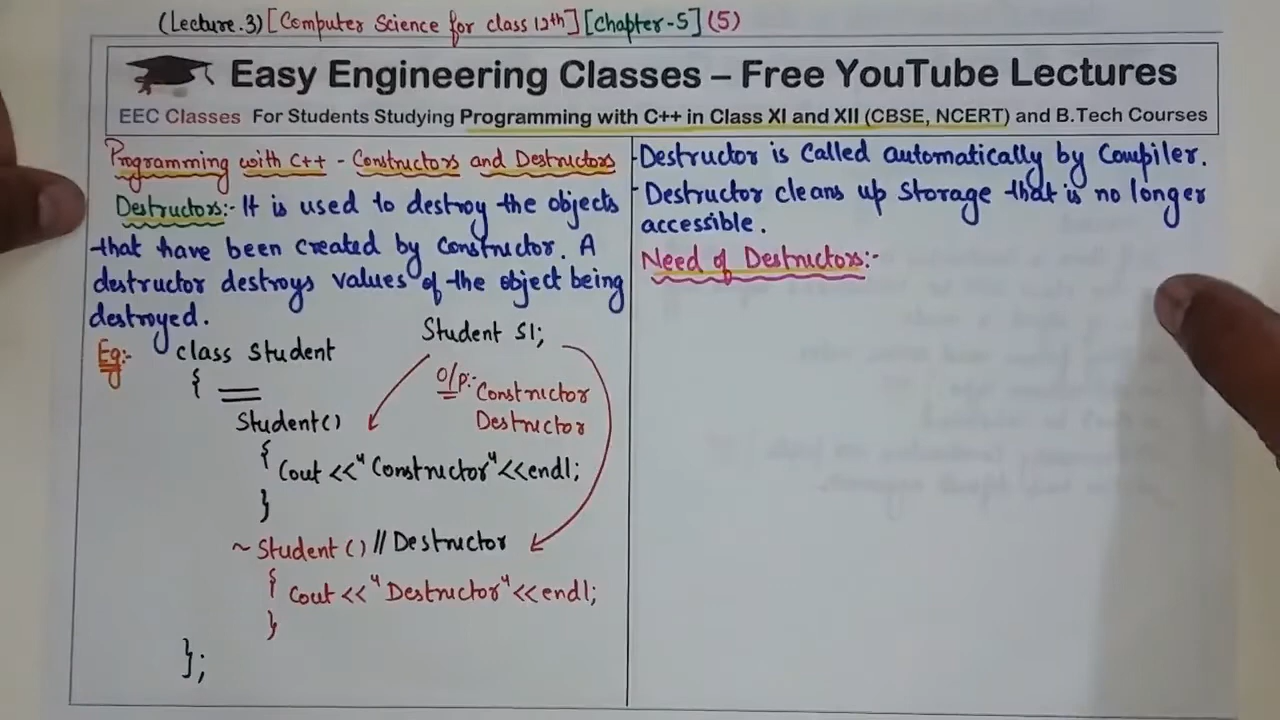 (Lecture.3) [Computer Science for class 12th] [Chapter-5] (5)
Easy Engineering Classes – Free YouTube Lectures
EEC Classes For Students Studying Programming with C++ in Class XI and XII (CBSE, NCERT) and B.Tech Courses
Programming with C++ - Constructors and Destructors
Destructors:- It is used to destroy the objects
that have been created by constructor. A
destructor destroys values of the object being
destroyed.
Eg:- class Student
{
Student()
{
Cout <<"Constructor"<<endl;
}
~Student() // Destructor
{
Cout <<"Destructor"<<endl;
}
};
Student S1;
O/P:- Constructor
Destructor
- Destructor is Called automatically by Compiler.
- Destructor cleans up Storage that is no longer
accessible.
Need of Destructors:-